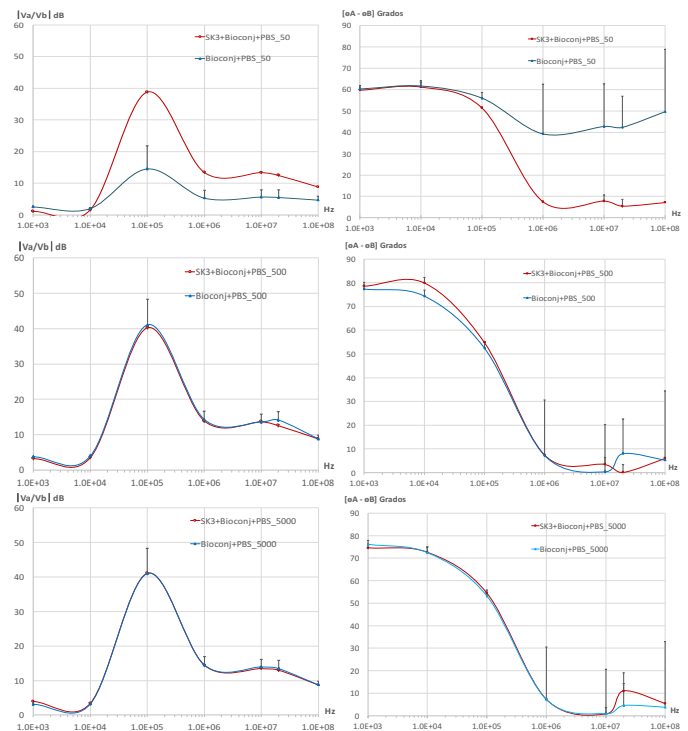 |Va/Vb| dB
60
50
40
30
20
10
0
SK3+Bioconj+PBS_50
Bioconj+PBS_50
1.0E+03 1.0E+04 1.0E+05 1.0E+06 1.0E+07 1.0E+08
Hz
[øA - øB] Grados
90
80
70
60
50
40
30
20
10
0
SK3+Bioconj+PBS_50
Bioconj+PBS_50
1.0E+03 1.0E+04 1.0E+05 1.0E+06 1.0E+07 1.0E+08
Hz
|Va/Vb| dB
60
50
40
30
20
10
0
SK3+Bioconj+PBS_500
Bioconj+PBS_500
1.0E+03 1.0E+04 1.0E+05 1.0E+06 1.0E+07 1.0E+08
Hz
[øA - øB] Grados
90
80
70
60
50
40
30
20
10
0
SK3+Bioconj+PBS_500
Bioconj+PBS_500
1.0E+03 1.0E+04 1.0E+05 1.0E+06 1.0E+07 1.0E+08
Hz
|Va/Vb| dB
60
50
40
30
20
10
0
SK3+Bioconj+PBS_5000
Bioconj+PBS_5000
1.0E+03 1.0E+04 1.0E+05 1.0E+06 1.0E+07 1.0E+08
Hz
[øA - øB] Grados
90
80
70
60
50
40
30
20
10
0
SK3+Bioconj+PBS_5000
Bioconj+PBS_5000
1.0E+03 1.0E+04 1.0E+05 1.0E+06 1.0E+07 1.0E+08
Hz